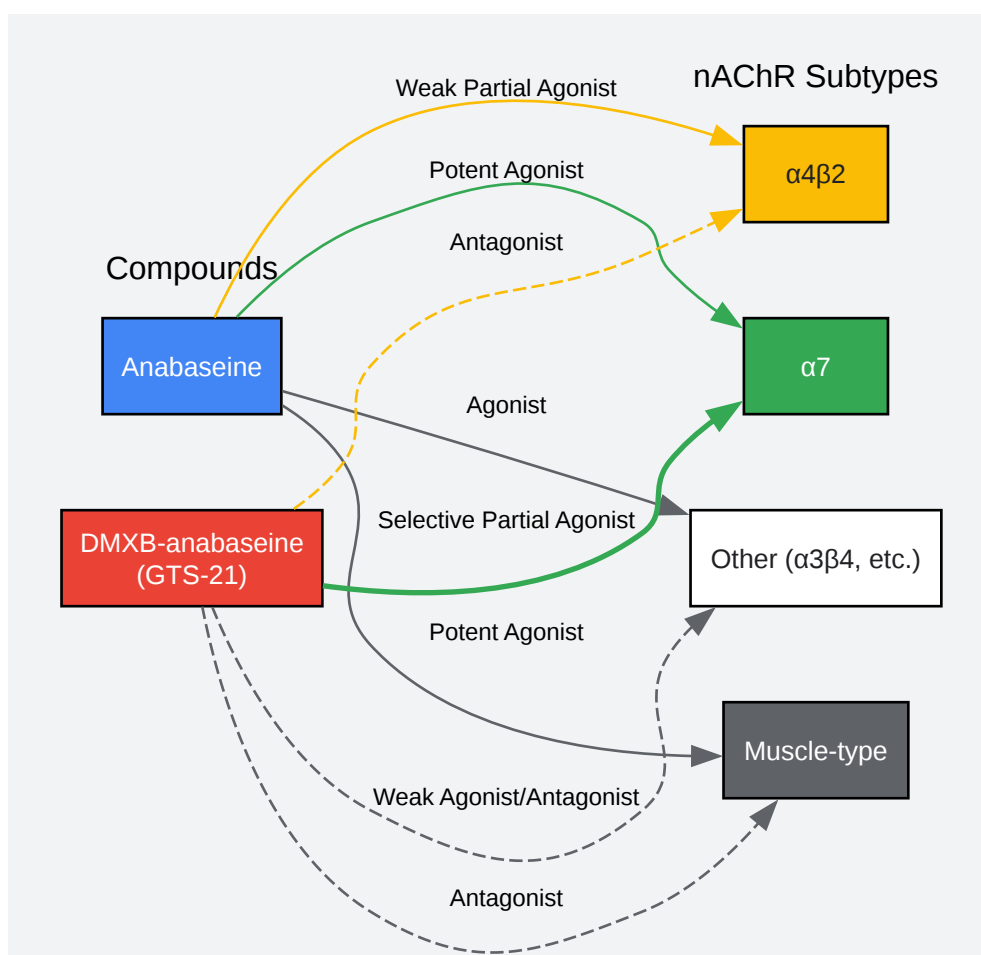 nAChR Subtypes
Weak Partial Agonist
α4β2
Potent Agonist
Antagonist
Compounds
Anabaseine
α7
Agonist
Selective Partial Agonist
DMXB-anabaseine
(GTS-21)
Other (α3β4, etc.)
Potent Agonist
Muscle-type
Weak Agonist/Antagonist
Antagonist